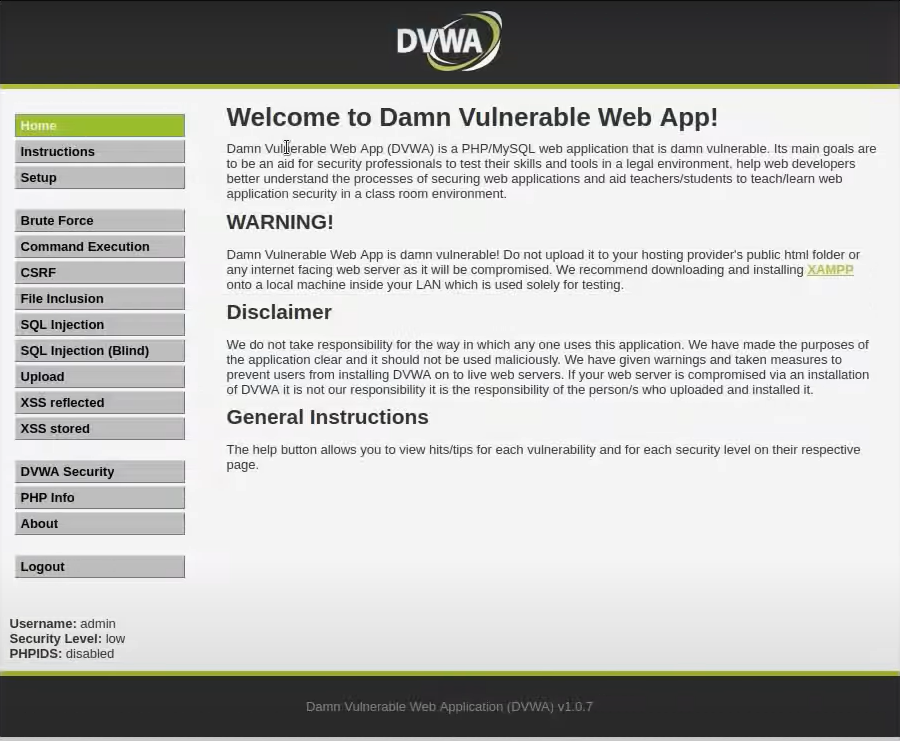 DVWA
Home
Instructions
Setup
Brute Force
Command Execution
CSRF
File Inclusion
SQL Injection
SQL Injection (Blind)
Upload
XSS reflected
XSS stored
DVWA Security
PHP Info
About
Logout
Username: admin
Security Level: low
PHPIDS: disabled
Welcome to Damn Vulnerable Web App!
Damn Vulnerable Web App (DVWA) is a PHP/MySQL web application that is damn vulnerable. Its main goals are
to be an aid for security professionals to test their skills and tools in a legal environment, help web developers
better understand the processes of securing web applications and aid teachers/students to teach/learn web
application security in a class room environment.
WARNING!
Damn Vulnerable Web App is damn vulnerable! Do not upload it to your hosting provider's public html folder or
any internet facing web server as it will be compromised. We recommend downloading and installing XAMPP
onto a local machine inside your LAN which is used solely for testing.
Disclaimer
We do not take responsibility for the way in which any one uses this application. We have made the purposes of
the application clear and it should not be used maliciously. We have given warnings and taken measures to
prevent users from installing DVWA on to live web servers. If your web server is compromised via an installation
of DVWA it is not our responsibility it is the responsibility of the person/s who uploaded and installed it.
General Instructions
The help button allows you to view hits/tips for each vulnerability and for each security level on their respective
page.
Damn Vulnerable Web Application (DVWA) v1.0.7